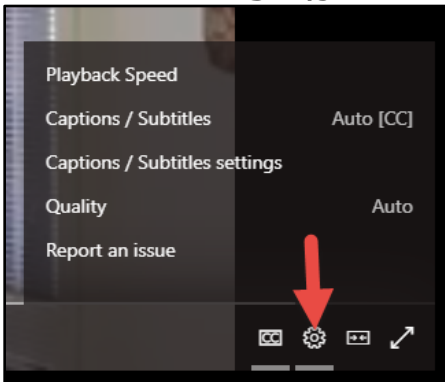 Playback Speed
Captions / Subtitles Auto [CC]
Captions / Subtitles settings
Quality Auto
Report an issue
CC